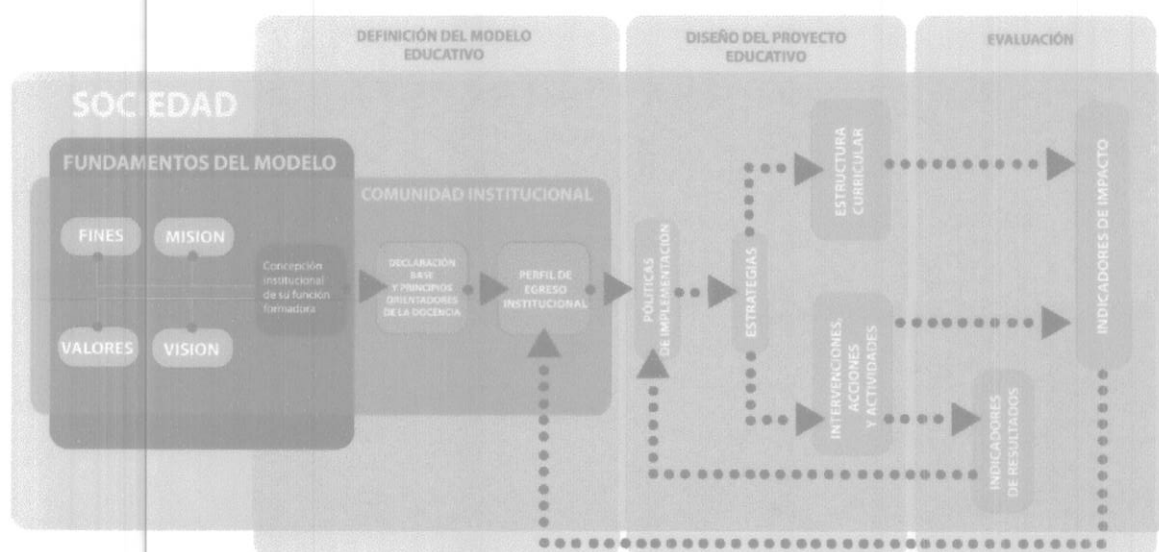 DEFINICIÓN DEL MODELO
EDUCATIVO
DISEÑO DEL PROYECTO
EDUCATIVO
EVALUACIÓN
SOCIEDAD
FUNDAMENTOS DEL MODELO
COMUNIDAD INSTITUCIONAL
FINES
MISION
VALORES
VISION
Concepción
institucional
de su función
formadora
DECLARACIÓN
BASE
Y PRINCIPIOS
ORIENTADORES
DE LA DOCENCIA
PERFIL DE
EGRESO
INSTITUCIONAL
PÓLITICAS
DE IMPLEMENTACIÓN
ESTRATEGIAS
ESTRUCTURA
CURRICULAR
INTERVENCIONES,
ACCIONES
Y ACTIVIDADES
INDICADORES DE IMPACTO
INDICADORES
DE RESULTADOS